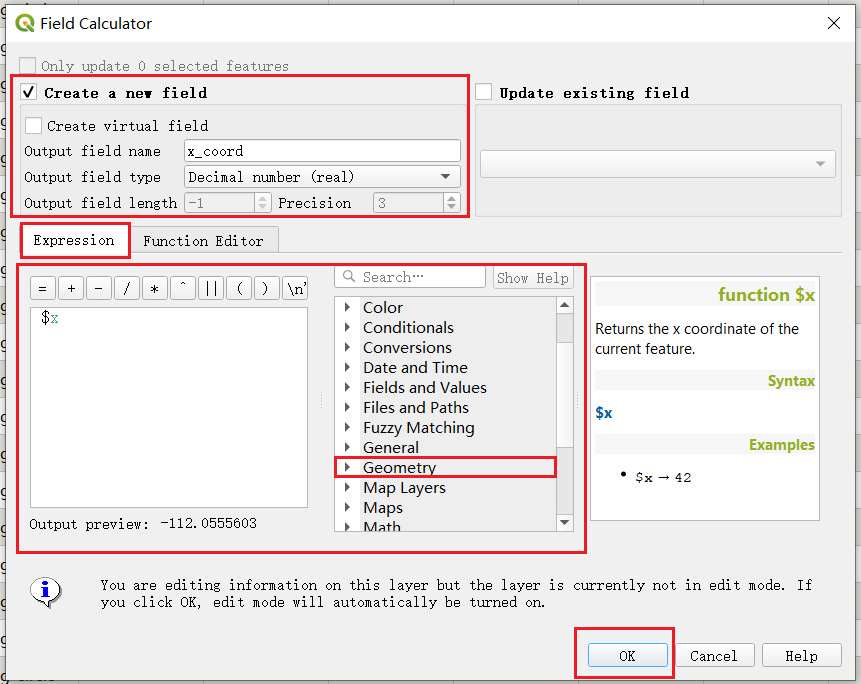 Field Calculator
Only update 0 selected features
Create a new field
Update existing field
Create virtual field
Output field name x_coord
Output field type Decimal number (real)
Output field length -1 Precision 3
Expression Function Editor
= + - / * ^ || ( ) \n'
Search…
Show Help
$x
Output preview: -112.0555603
Color
Conditionals
Conversions
Date and Time
Fields and Values
Files and Paths
Fuzzy Matching
General
Geometry
Map Layers
Maps
Math
function $x
Returns the x coordinate of the
current feature.
Syntax
$x
Examples
• $x → 42
You are editing information on this layer but the layer is currently not in edit mode. If
you click OK, edit mode will automatically be turned on.
OK Cancel Help